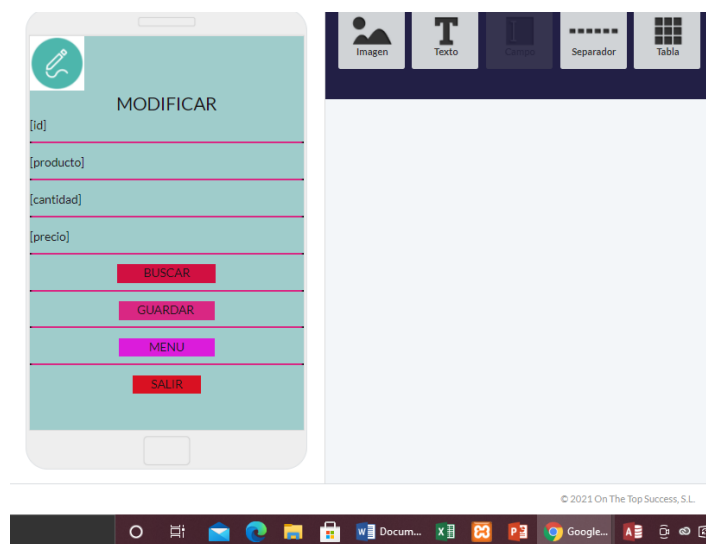 Imagen
Texto
Campo
Separador
Tabla
MODIFICAR
[id]
[producto]
[cantidad]
[precio]
BUSCAR
GUARDAR
MENU
SALIR
© 2021 On The Top Success, S.L.
Docum...
Google...